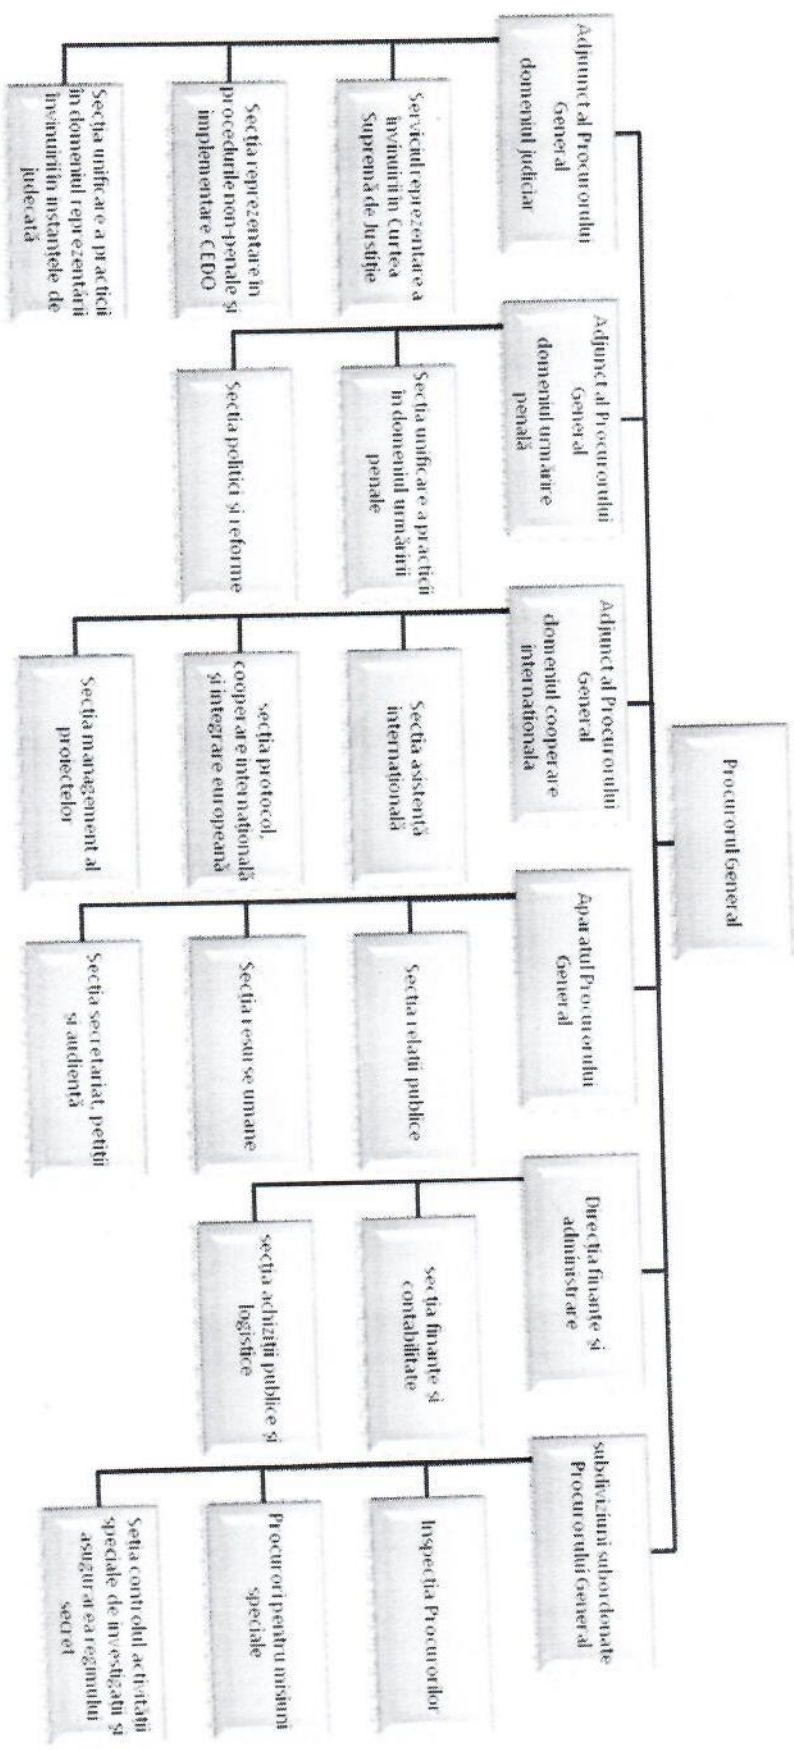 Procurorul General
Adjunct al Procurorului
General
domeniul judiciar
Serviciul reprezentare a
învinuirii în Curtea
Supremă de Justiție
Secția reprezentare în
procedurile non-penale și
implementare CEDO
Secția unificare a practicii
în domeniul reprezentării
învinuirii în instanțele de
judecată
Adjunct al Procurorului
General
domeniul urmărire
penală
Secția unificare a practicii
în domeniul urmăririi
penale
Secția politici și reforme
Adjunct al Procurorului
General
domeniul cooperare
internațională
Secția asistență
internațională
secția protocol,
cooperare internațională
și integrare europeană
Secția management al
proiectelor
Aparatul Procurorului
General
Secția relații publice
Secția resurse umane
Secția secretariat, petiții
și audiență
Direcția finanțe și
administrare
secția finanțe și
contabilitate
secția achiziții publice și
logistice
subdiviziuni subordonate
Procurorului General
Inspecția Procurorilor
Procurori pentru misiuni
speciale
Seția controlul activității
speciale de investigații și
asugurarea regimului
secret